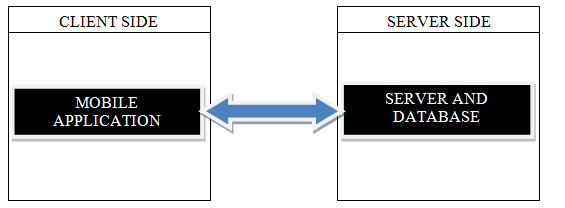 CLIENT SIDE
MOBILE
APPLICATION
SERVER SIDE
SERVER AND
DATABASE